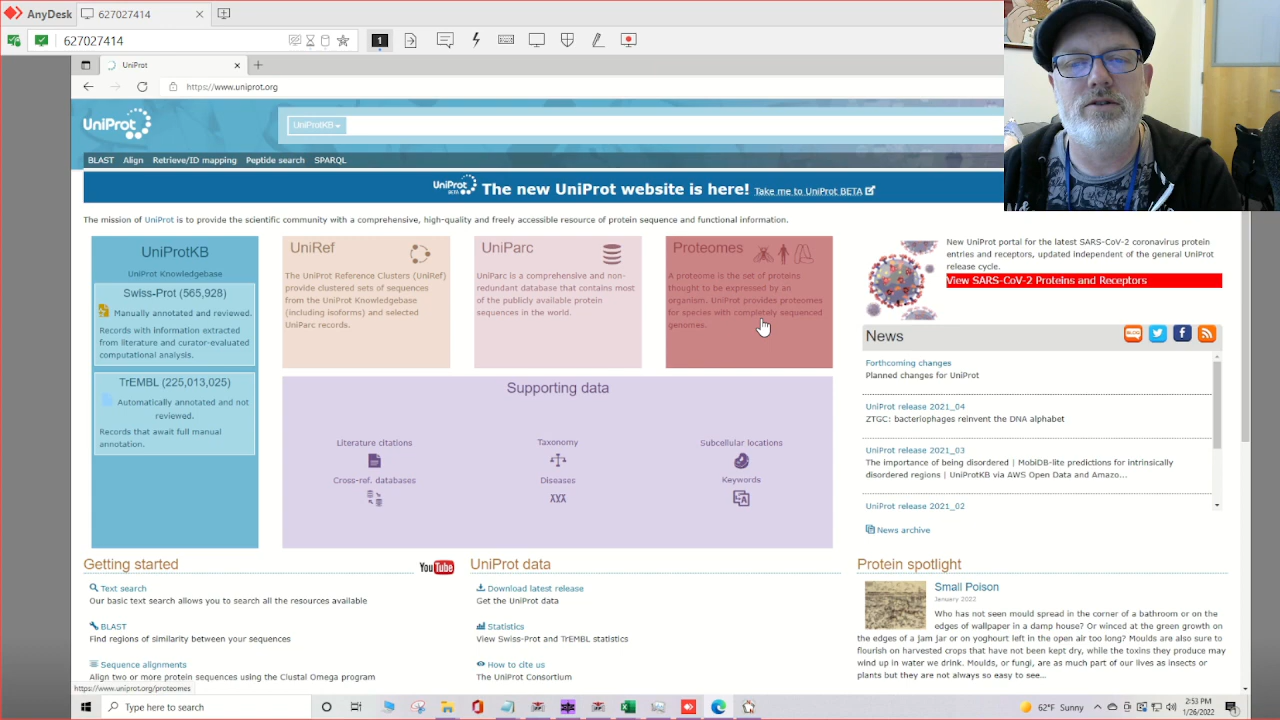 AnyDesk
627027414
627027414
1
UniProt
https://www.uniprot.org
UniProt
UniProtKB
BLAST Align Retrieve/ID mapping Peptide search SPARQL
UniProt BETA The new UniProt website is here! Take me to UniProt BETA
The mission of UniProt is to provide the scientific community with a comprehensive, high-quality and freely accessible resource of protein sequence and functional information.
UniProtKB
UniProt Knowledgebase
Swiss-Prot (565,928)
Manually annotated and reviewed.
Records with information extracted
from literature and curator-evaluated
computational analysis.
TrEMBL (225,013,025)
Automatically annotated and not
reviewed.
Records that await full manual
annotation.
UniRef
The UniProt Reference Clusters (UniRef)
provide clustered sets of sequences
from the UniProt Knowledgebase
(including isoforms) and selected
UniParc records.
UniParc
UniParc is a comprehensive and non-
redundant database that contains most
of the publicly available protein
sequences in the world.
Proteomes
A proteome is the set of proteins
thought to be expressed by an
organism. UniProt provides proteomes
for species with completely sequenced
genomes.
Supporting data
Literature citations
Taxonomy
Subcellular locations
Cross-ref. databases
Diseases
Keywords
New UniProt portal for the latest SARS-CoV-2 coronavirus protein
entries and receptors, updated independent of the general UniProt
release cycle.
View SARS-CoV-2 Proteins and Receptors
News
BLOG
Forthcoming changes
Planned changes for UniProt
UniProt release 2021_04
ZTGC: bacteriophages reinvent the DNA alphabet
UniProt release 2021_03
The importance of being disordered | MobiDB-lite predictions for intrinsically
disordered regions | UniProtKB via AWS Open Data and Amazo...
UniProt release 2021_02
News archive
Getting started
YouTube
Text search
Our basic text search allows you to search all the resources available
BLAST
Find regions of similarity between your sequences
Sequence alignments
Align two or more protein sequences using the Clustal Omega program
UniProt data
Download latest release
Get the UniProt data
Statistics
View Swiss-Prot and TrEMBL statistics
How to cite us
The UniProt Consortium
Protein spotlight
Small Poison
January 2022
Who has not seen mould spread in the corner of a bathroom or on the
edges of wallpaper in a damp house? Or winced at the green growth on
the edges of a jam jar or on yoghourt left in the open air too long? Moulds are also sure to
flourish on harvested crops that have not been kept dry, while the toxins they produce may
wind up in water we drink. Moulds, or fungi, are as much part of our lives as insects or
plants but they are not always so easy to see...
https://www.uniprot.org/proteomes
Type here to search
62°F Sunny
2:53 PM
1/26/2022